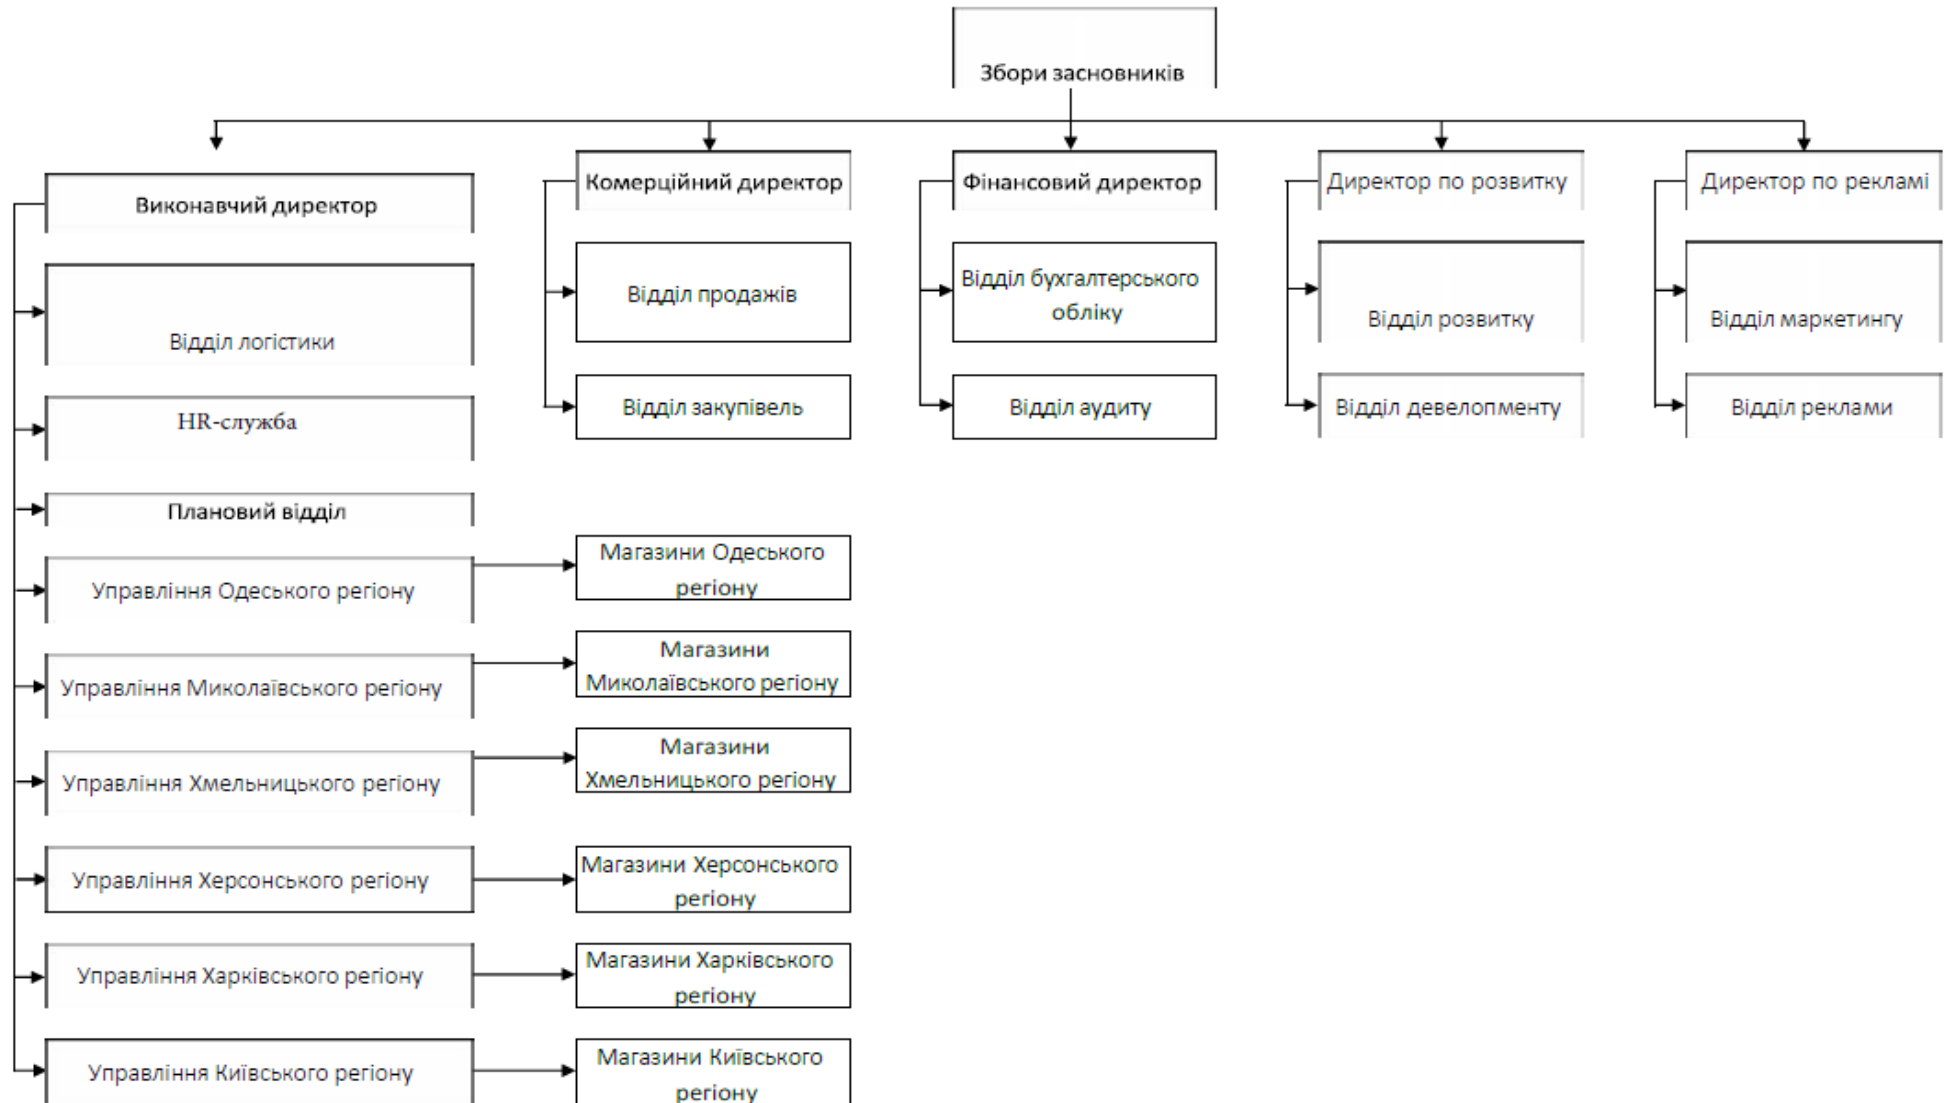 Збори засновників
Виконавчий директор
Комерційний директор
Фінансовий директор
Директор по розвитку
Директор по рекламі
Відділ логістики
Відділ продажів
Відділ бухгалтерського
обліку
Відділ розвитку
Відділ маркетингу
HR-служба
Відділ закупівель
Відділ аудиту
Відділ девелопменту
Відділ реклами
Плановий відділ
Управління Одеського регіону
Магазини Одеського
регіону
Управління Миколаївського регіону
Магазини
Миколаївського регіону
Управління Хмельницького регіону
Магазини
Хмельницького регіону
Управління Херсонського регіону
Магазини Херсонського
регіону
Управління Харківського регіону
Магазини Харківського
регіону
Управління Київського регіону
Магазини Київського
регіону